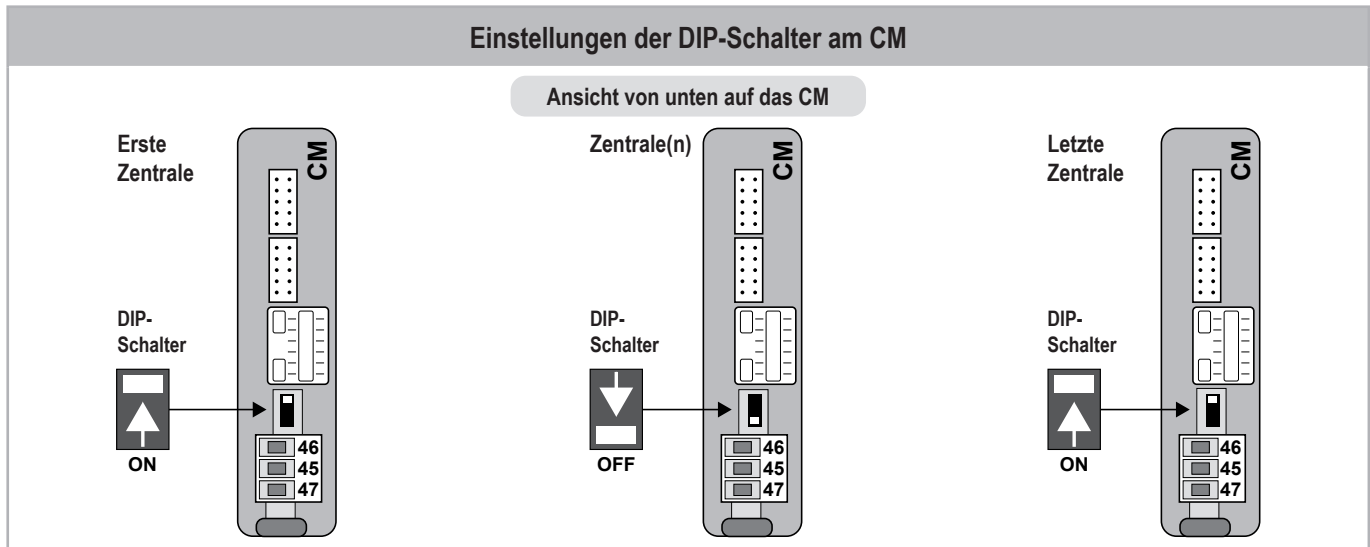 Einstellungen der DIP-Schalter am CM
Ansicht von unten auf das CM
Erste
Zentrale
CM
DIP-
Schalter
ON
46
45
47
Zentrale(n)
CM
DIP-
Schalter
OFF
46
45
47
Letzte
Zentrale
CM
DIP-
Schalter
ON
46
45
47